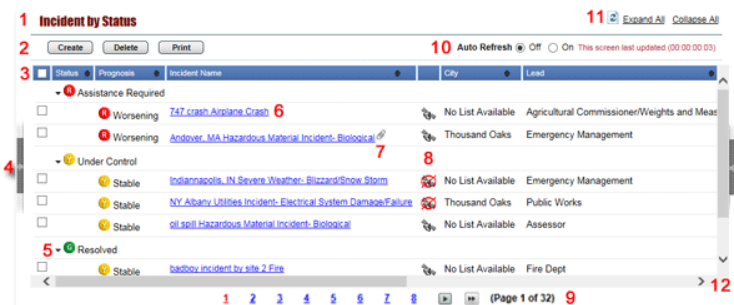 1 Incident by Status 11 Expand All Collapse All
2 Create Delete Print 10 Auto Refresh Off On This screen last updated (00:00:00:03)
3 Status Prognosis Incident Name City Lead
R Assistance Required
R Worsening 747 crash Airplane Crash 6 No List Available Agricultural Commissioner/Weights and Meas
R Worsening Andover, MA Hazardous Material Incident- Biological No List Available Thousand Oaks Emergency Management
7 8
4 Y Under Control
Y Stable Indiannapolis, IN Severe Weather- Blizzard/Snow Storm No List Available Emergency Management
Y Stable NY Albany Utilities Incident- Electrical System Damage/Failure Thousand Oaks Public Works
Y Stable oil spill Hazardous Material Incident- Biological No List Available Assessor
5 G Resolved
Y Stable badboy incident by site 2 Fire No List Available Fire Dept
12
1 2 3 4 5 6 7 8 (Page 1 of 32) 9